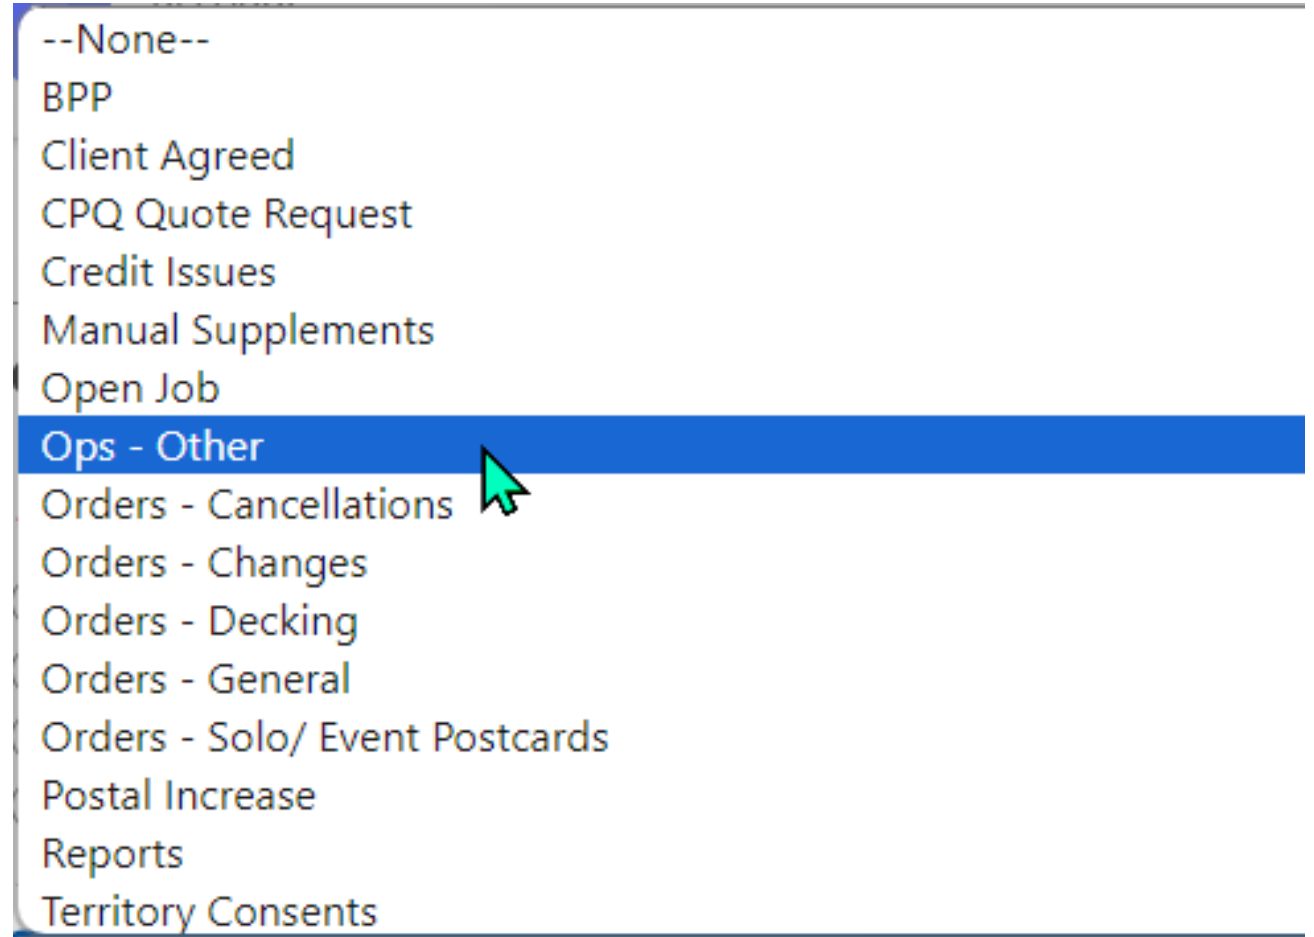 --None--
BPP
Client Agreed
CPQ Quote Request
Credit Issues
Manual Supplements
Open Job
Ops - Other
Orders - Cancellations
Orders - Changes
Orders - Decking
Orders - General
Orders - Solo/ Event Postcards
Postal Increase
Reports
Territory Consents